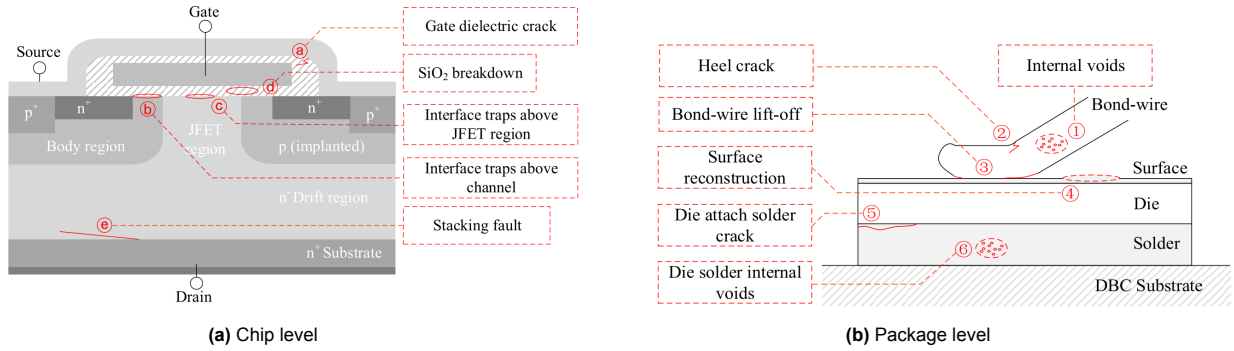 Gate
Source
Gate dielectric crack
ⓐ
SiO₂ breakdown
ⓓ
n⁺
n⁺
p⁺
p⁺
ⓑ
ⓒ
Interface traps above
JFET region
JFET
region
Body region
p (implanted)
Interface traps above
channel
n⁻ Drift region
ⓔ
Stacking fault
n⁺ Substrate
Drain
(a) Chip level
Heel crack
Internal voids
Bond-wire
Bond-wire lift-off
②
①
③
Surface
reconstruction
Surface
④
Die
Die attach solder
crack
⑤
Solder
⑥
Die solder internal
voids
DBC Substrate
(b) Package level